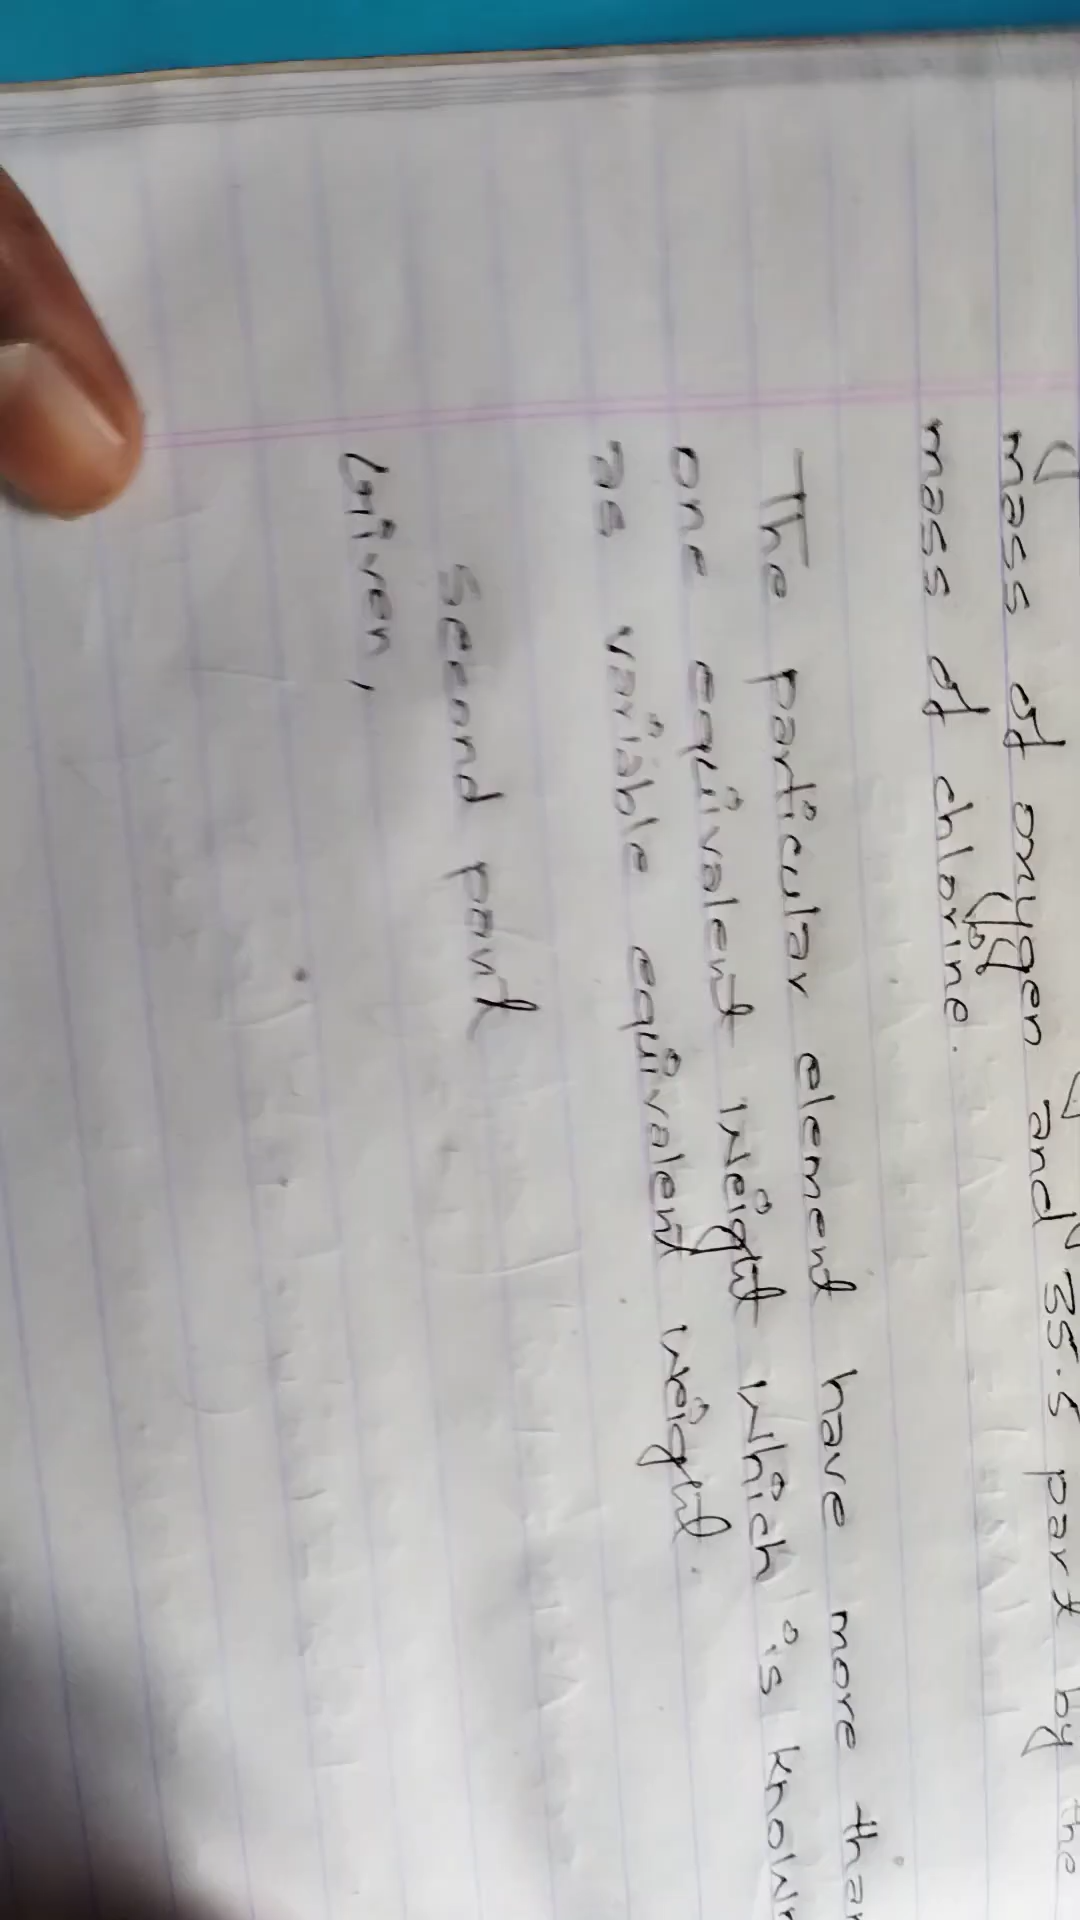 mass of oxygen and 35.5 part by the
mass of chlorine.
The particular element have more than
one equivalent weight which is known
as variable equivalent weight.
second part
Given,